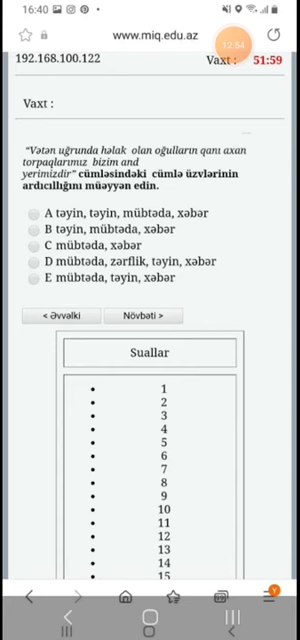 16:40
www.miq.edu.az
12:54
192.168.100.122
Vaxt :
51:59
Vaxt :
“Vətən uğrunda həlak olan oğulların qanı axan
torpaqlarımız bizim and
yerimizdir” cümləsindəki cümlə üzvlərinin
ardıcıllığını müəyyən edin.
A təyin, təyin, mübtəda, xəbər
B təyin, mübtəda, xəbər
C mübtəda, xəbər
D mübtəda, zərflik, təyin, xəbər
E mübtəda, təyin, xəbər
< Əvvəlki
Növbəti >
Suallar
1
2
3
4
5
6
7
8
9
10
11
12
13
14
15